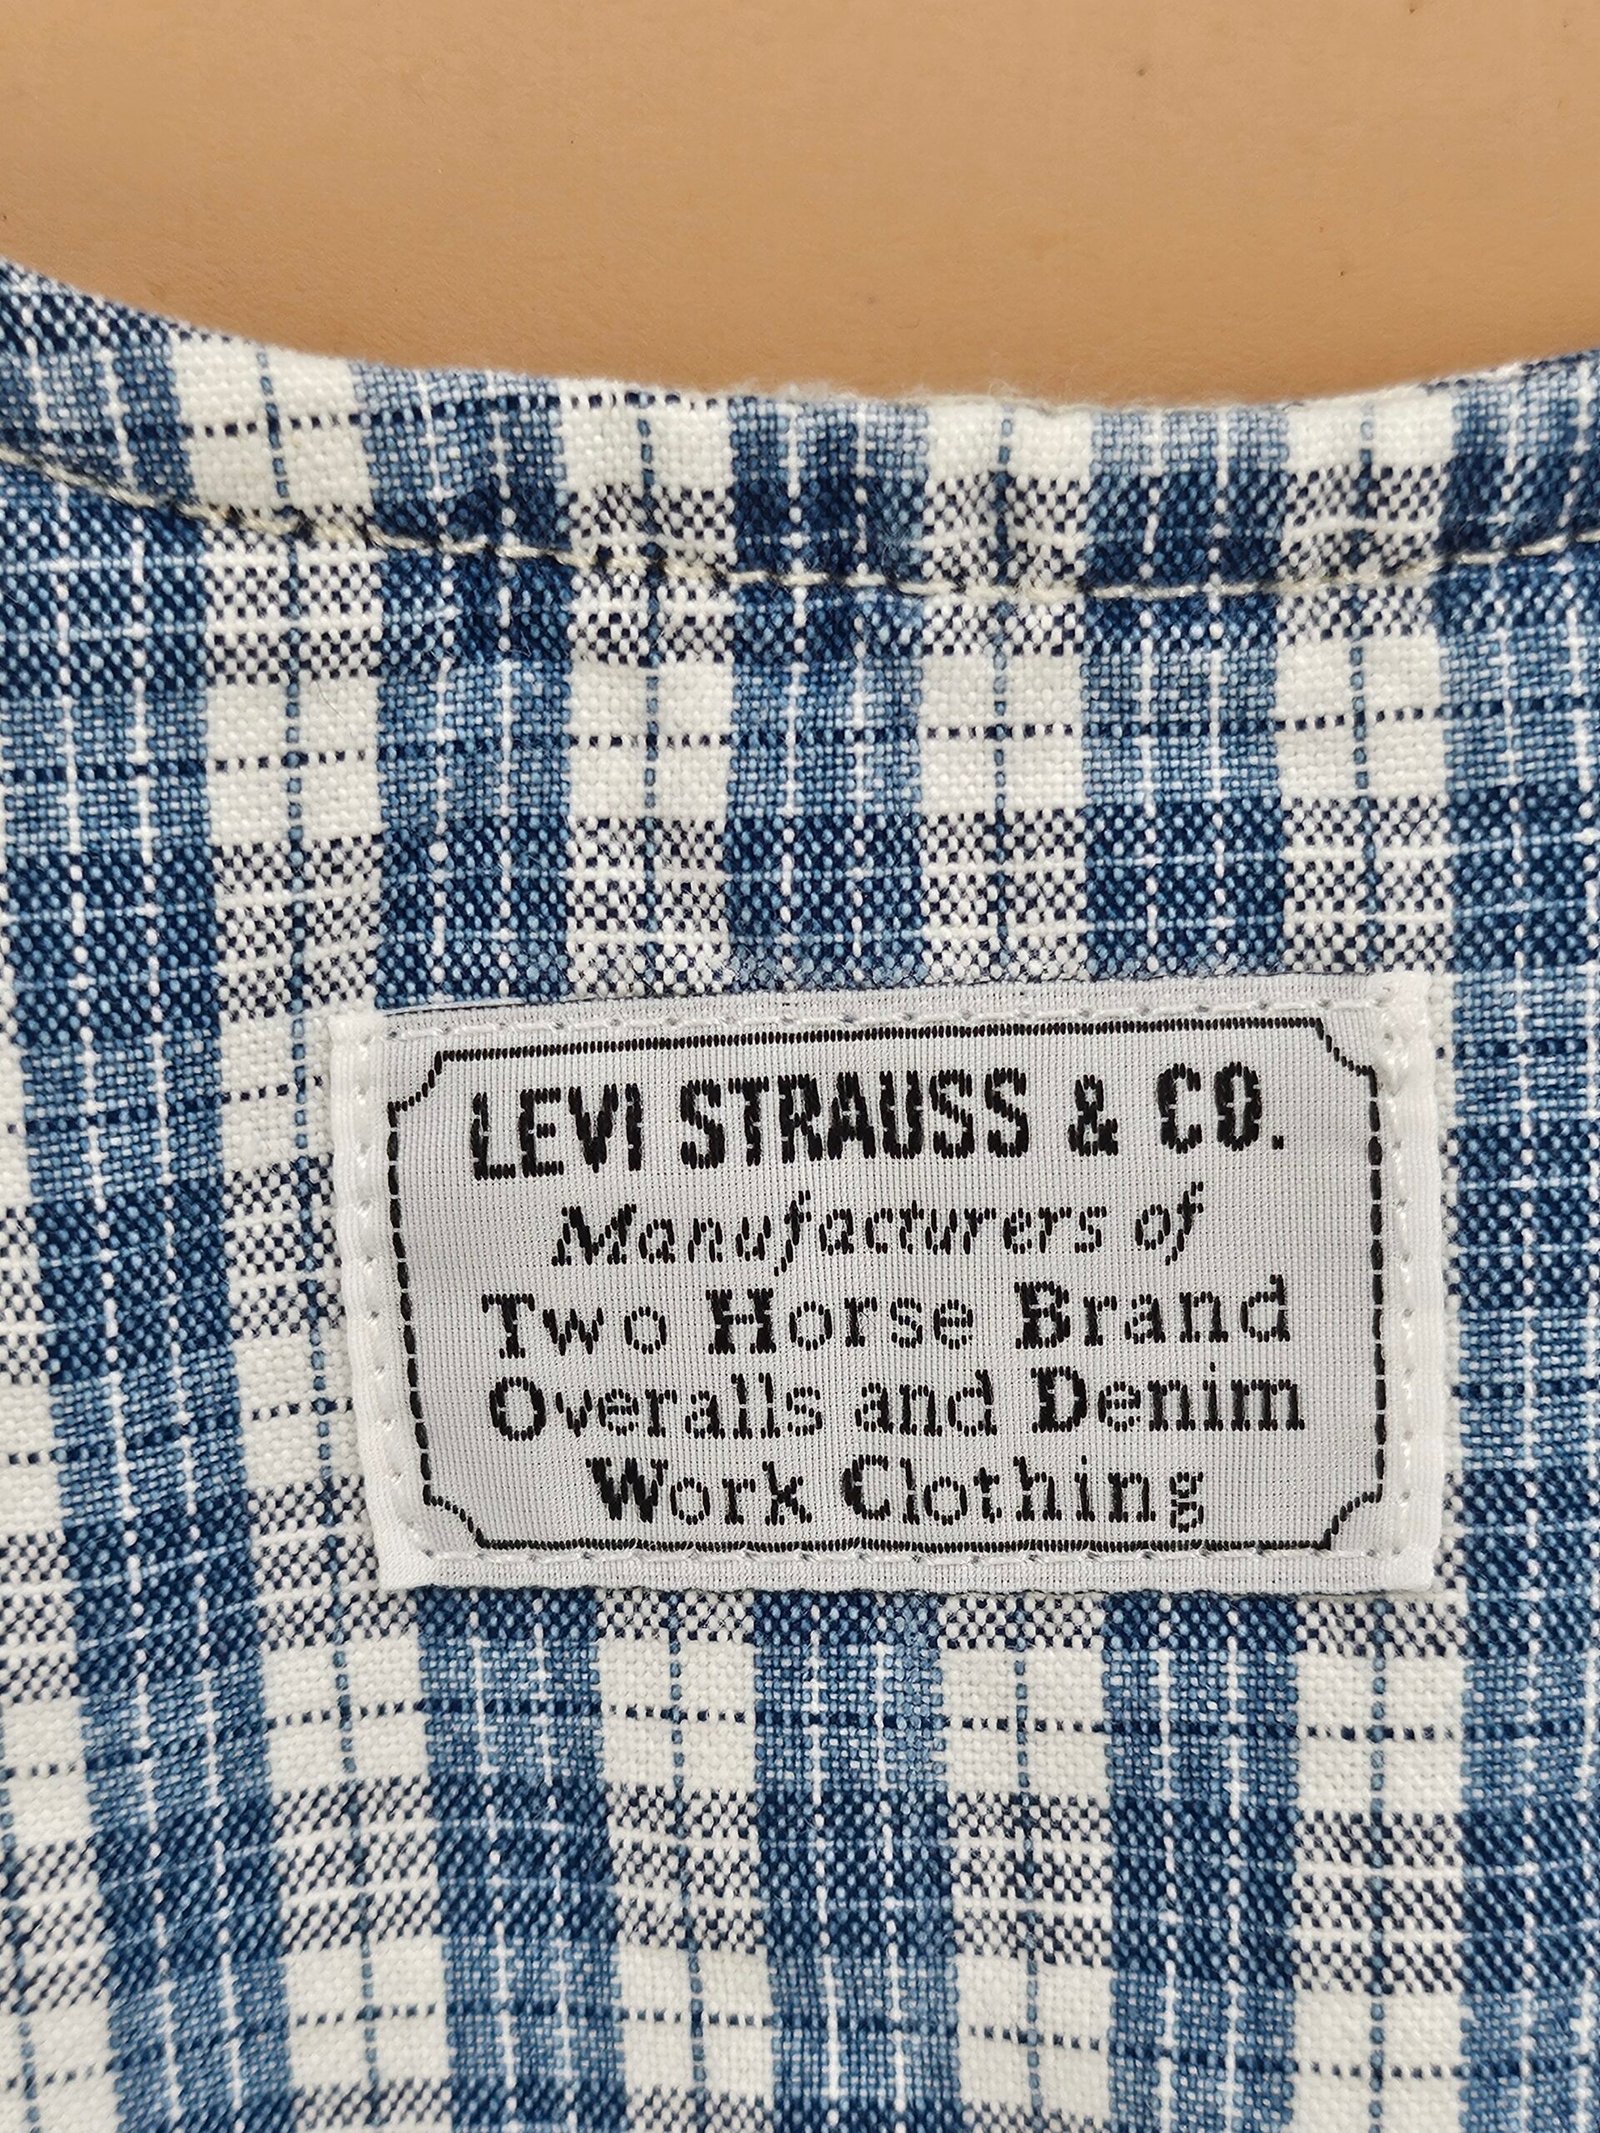 LEVI STRAUSS & CO.
Manufacturers of
Two Horse Brand
Overalls and Denim
Work Clothing